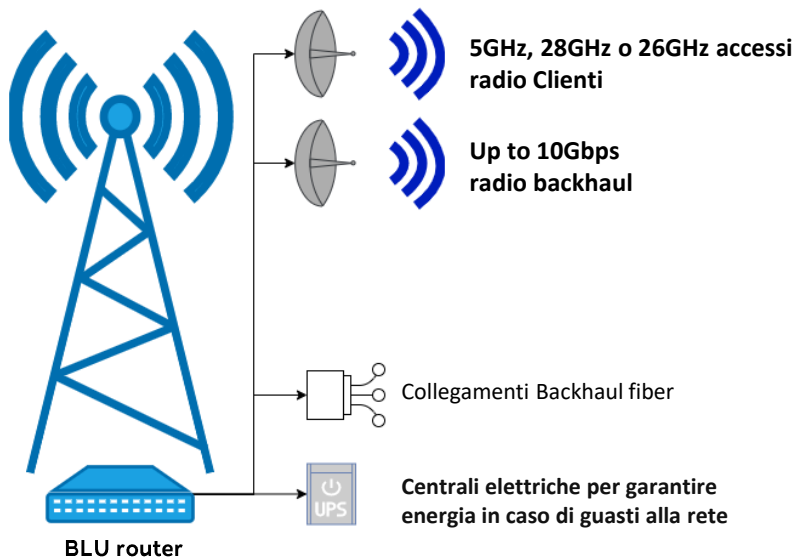 5GHz, 28GHz o 26GHz accessi
radio Clienti
Up to 10Gbps
radio backhaul
Collegamenti Backhaul fiber
UPS
Centrali elettriche per garantire
energia in caso di guasti alla rete
BLU router